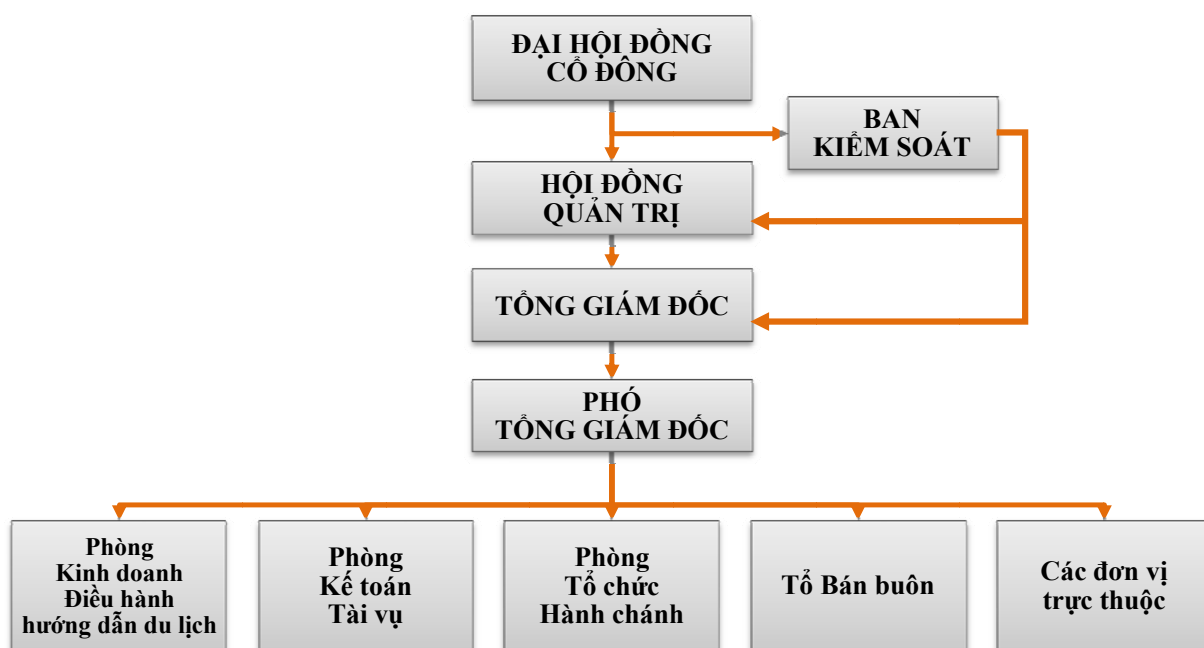 ĐẠI HỘI ĐỒNG
CỔ ĐÔNG
BAN
KIỂM SOÁT
HỘI ĐỒNG
QUẢN TRỊ
TỔNG GIÁM ĐỐC
PHÓ
TỔNG GIÁM ĐỐC
Phòng
Kinh doanh
Điều hành
hướng dẫn du lịch
Phòng
Kế toán
Tài vụ
Phòng
Tổ chức
Hành chánh
Tổ Bán buôn
Các đơn vị
trực thuộc